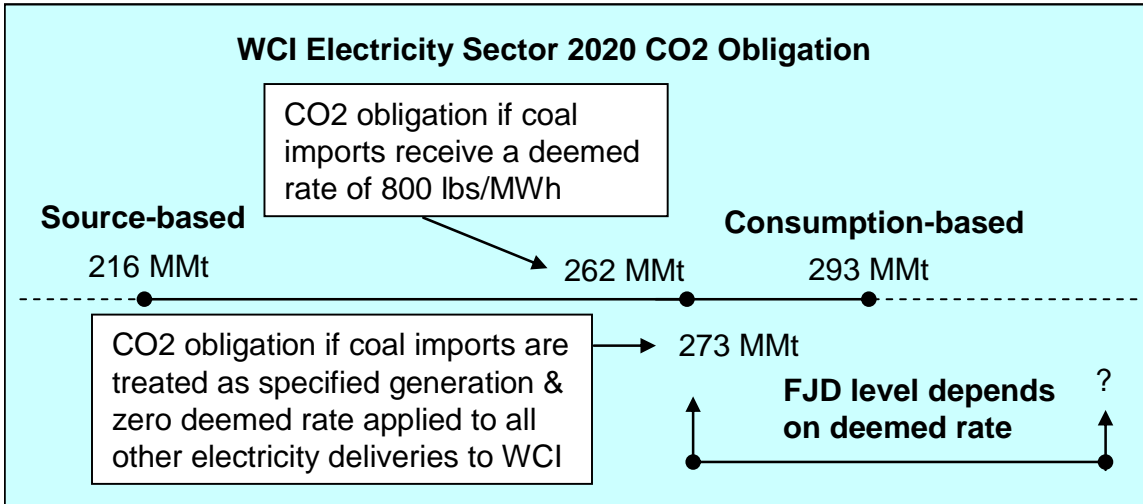 WCI Electricity Sector 2020 CO2 Obligation
CO2 obligation if coal
imports receive a deemed
rate of 800 lbs/MWh
Source-based
Consumption-based
216 MMt
262 MMt
293 MMt
CO2 obligation if coal imports are
treated as specified generation &
zero deemed rate applied to all
other electricity deliveries to WCI
273 MMt
FJD level depends
on deemed rate
?